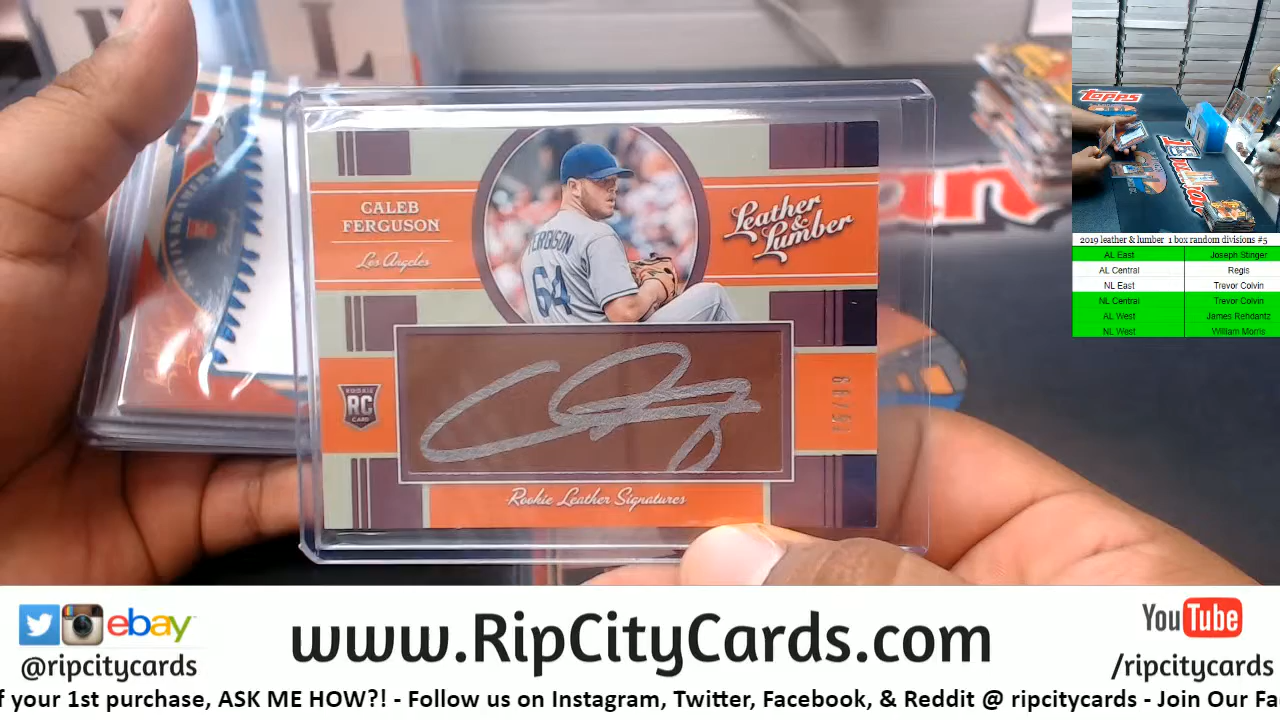 CALEB
FERGUSON
Los Angeles
Leather
&
Lumber
FERGUSON
64
ROOKIE
RC
CARD
Rookie Leather Signatures
TOPPS
2019 leather & lumber 1 box random divisions #5
AL East Joseph Stinger
AL Central Regis
NL East Trevor Colvin
NL Central Trevor Colvin
AL West James Rehdantz
NL West William Morris
ebay
@ripcitycards
www.RipCityCards.com
YouTube
/ripcitycards
f your 1st purchase, ASK ME HOW?! - Follow us on Instagram, Twitter, Facebook, & Reddit @ ripcitycards - Join Our Fa